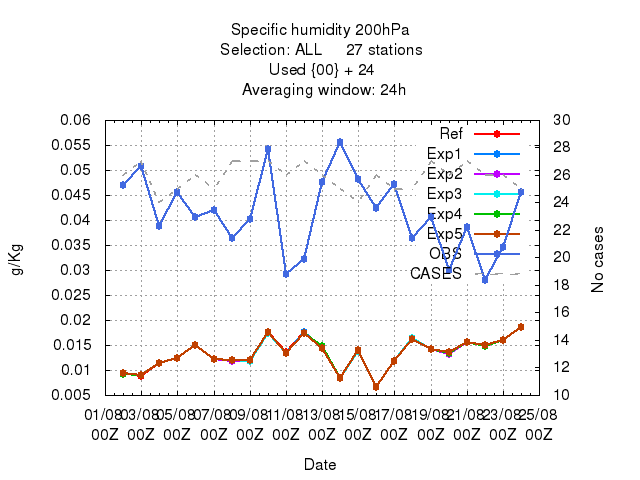 Specific humidity 200hPa
Selection: ALL 27 stations
Used {00} + 24
Averaging window: 24h
0.06
0.055
0.05
0.045
0.04
0.035
0.03
0.025
0.02
0.015
0.01
0.005
g/Kg
30
28
26
24
22
20
18
16
14
12
10
No cases
Ref
Exp1
Exp2
Exp3
Exp4
Exp5
OBS
CASES
01/08 03/08 05/08 07/08 09/08 11/08 13/08 15/08 17/08 19/08 21/08 23/08 25/08
00Z 00Z 00Z 00Z 00Z 00Z 00Z 00Z 00Z 00Z 00Z 00Z 00Z
Date